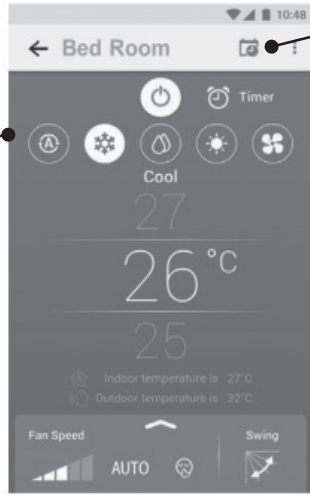 10:48
Bed Room
Timer
A
Cool
27
26°C
25
Indoor temperature is 27°C
Outdoor temperature is 32°C
Fan Speed
Swing
AUTO